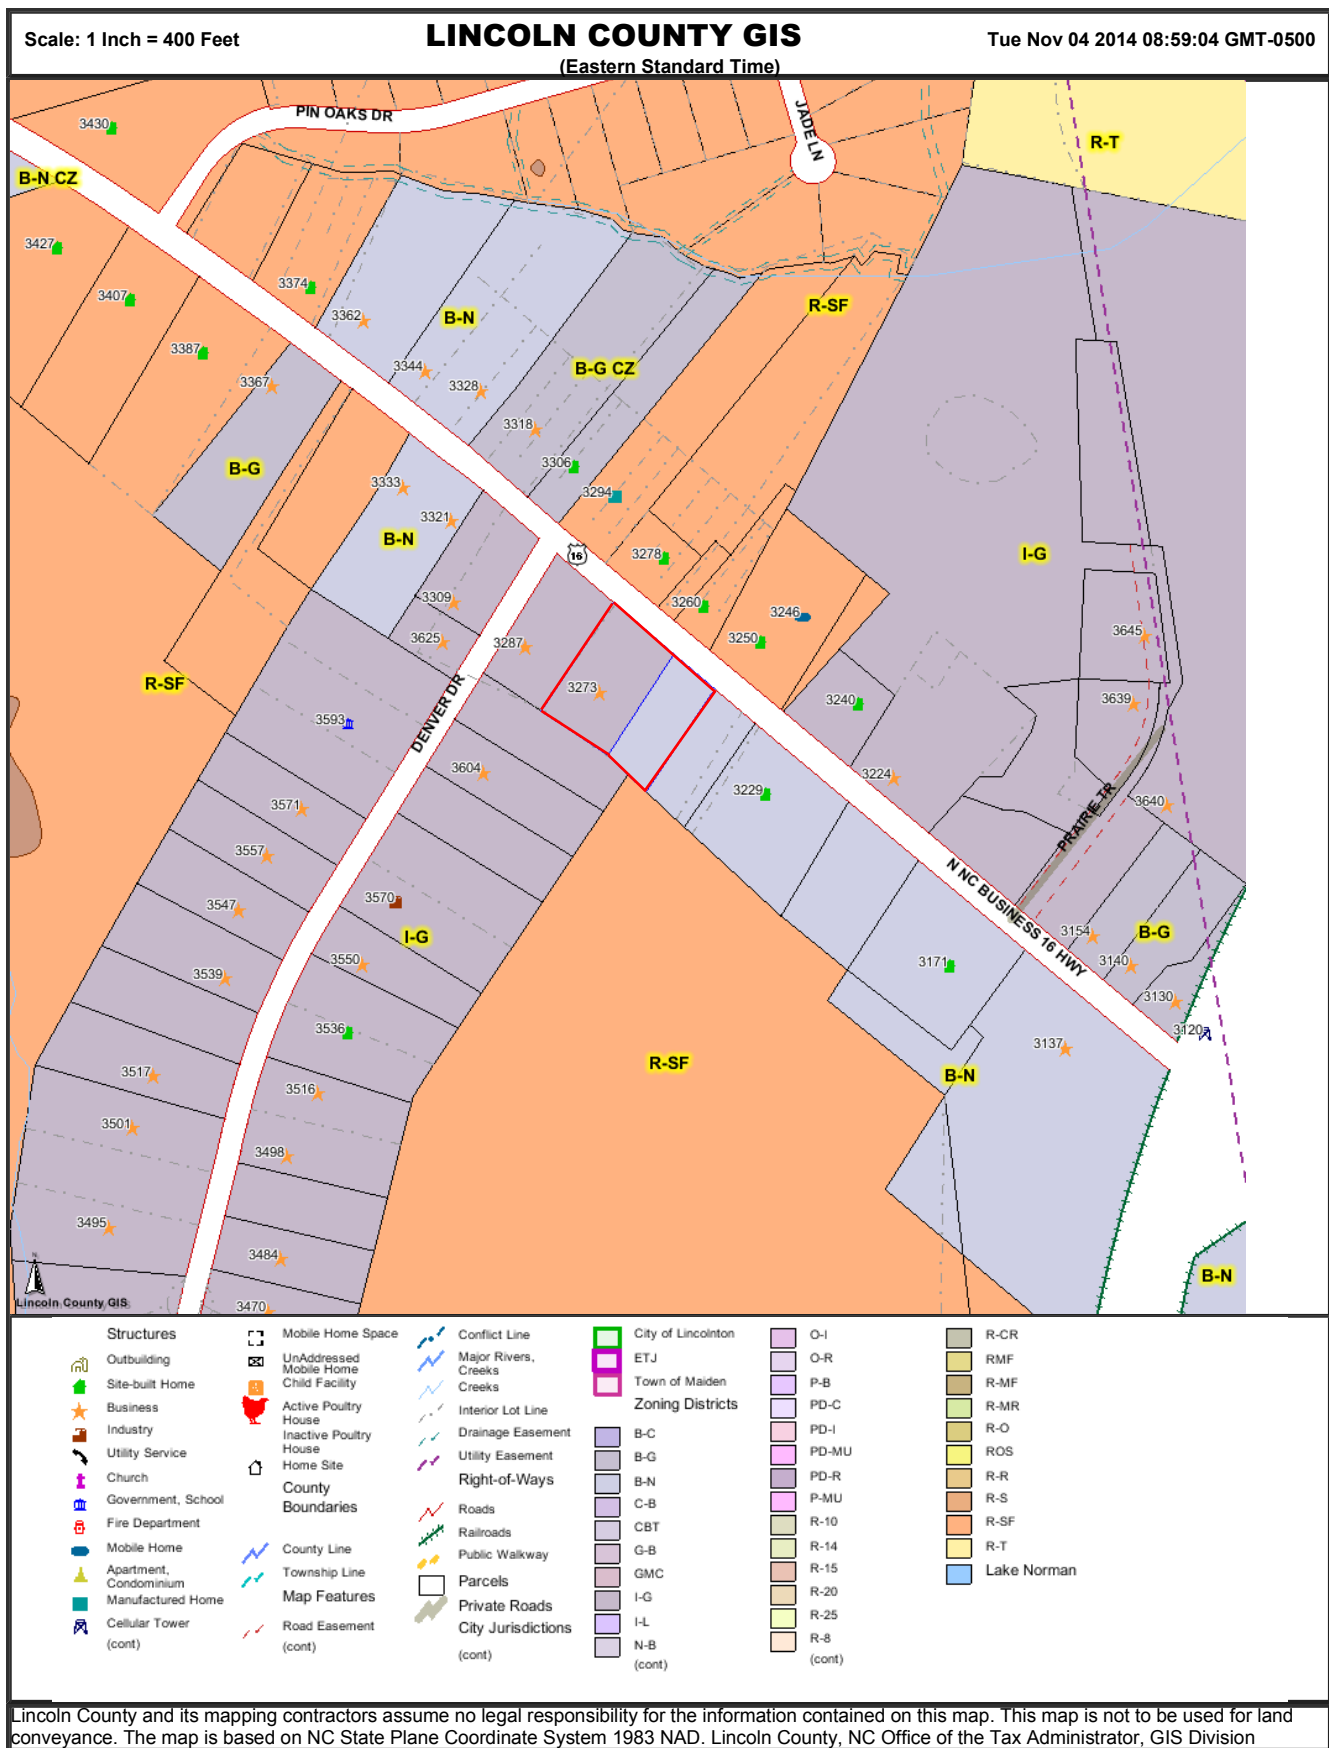 Scale: 1 Inch = 400 Feet
LINCOLN COUNTY GIS
Tue Nov 04 2014 08:59:04 GMT-0500
(Eastern Standard Time)
3430
PIN OAKS DR
JADE LN
R-T
B-N CZ
3427
3407
3374
3362
B-N
R-SF
3387
3367
3344
3328
B-G CZ
3318
B-G
3306
3333
3294
3321
B-N
16
3278
I-G
3309
3260
3246
3625
3287
3250
3645
R-SF
3273
3240
3639
3593
DENVER DR
3604
3224
3229
3571
3640
PRAIRIE TR
3557
3547
3570
N NC BUSINESS 16 HWY
I-G
3154
B-G
3539
3550
3171
3140
3130
3536
3120
3137
R-SF
B-N
3517
3516
3501
3498
3495
3484
B-N
N
3470
Lincoln County GIS
Structures
Outbuilding
Site-built Home
Business
Industry
Utility Service
Church
Government, School
Fire Department
Mobile Home
Apartment,
Condominium
Manufactured Home
Cellular Tower
(cont)
Mobile Home Space
UnAddressed
Mobile Home
Child Facility
Active Poultry
House
Inactive Poultry
House
Home Site
County
Boundaries
County Line
Township Line
Map Features
Road Easement
(cont)
Conflict Line
Major Rivers,
Creeks
Creeks
Interior Lot Line
Drainage Easement
Utility Easement
Right-of-Ways
Roads
Railroads
Public Walkway
Parcels
Private Roads
City Jurisdictions
(cont)
City of Lincolnton
ETJ
Town of Maiden
Zoning Districts
B-C
B-G
B-N
C-B
CBT
G-B
GMC
I-G
I-L
N-B
(cont)
O-I
O-R
P-B
PD-C
PD-I
PD-MU
PD-R
P-MU
R-10
R-14
R-15
R-20
R-25
R-8
(cont)
R-CR
RMF
R-MF
R-MR
R-O
ROS
R-R
R-S
R-SF
R-T
Lake Norman
Lincoln County and its mapping contractors assume no legal responsibility for the information contained on this map. This map is not to be used for land
conveyance. The map is based on NC State Plane Coordinate System 1983 NAD. Lincoln County, NC Office of the Tax Administrator, GIS Division